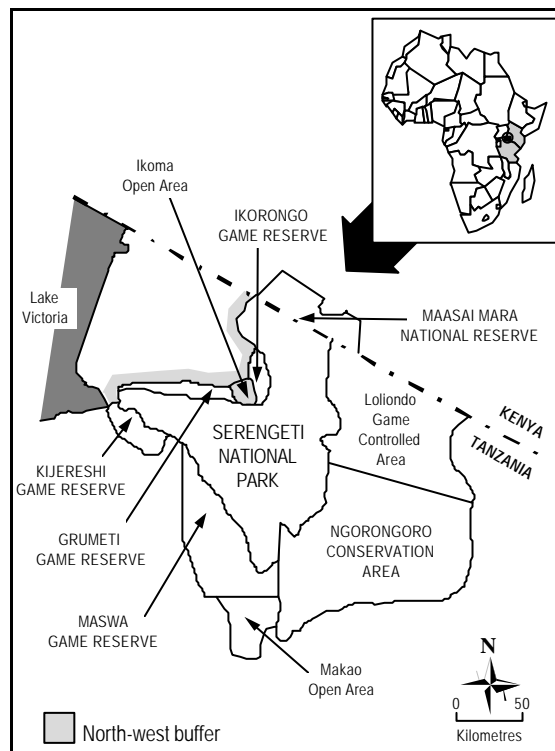 Ikoma
Open Area
IKORONGO
GAME RESERVE
Lake
Victoria
MAASAI MARA
NATIONAL RESERVE
Loliondo
Game
Controlled
Area
KENYA
TANZANIA
SERENGETI
NATIONAL
PARK
KIJERESHI
GAME RESERVE
GRUMETI
GAME RESERVE
NGORONGORO
CONSERVATION
AREA
MASWA
GAME RESERVE
Makao
Open Area
N
0 50
Kilometres
North-west buffer